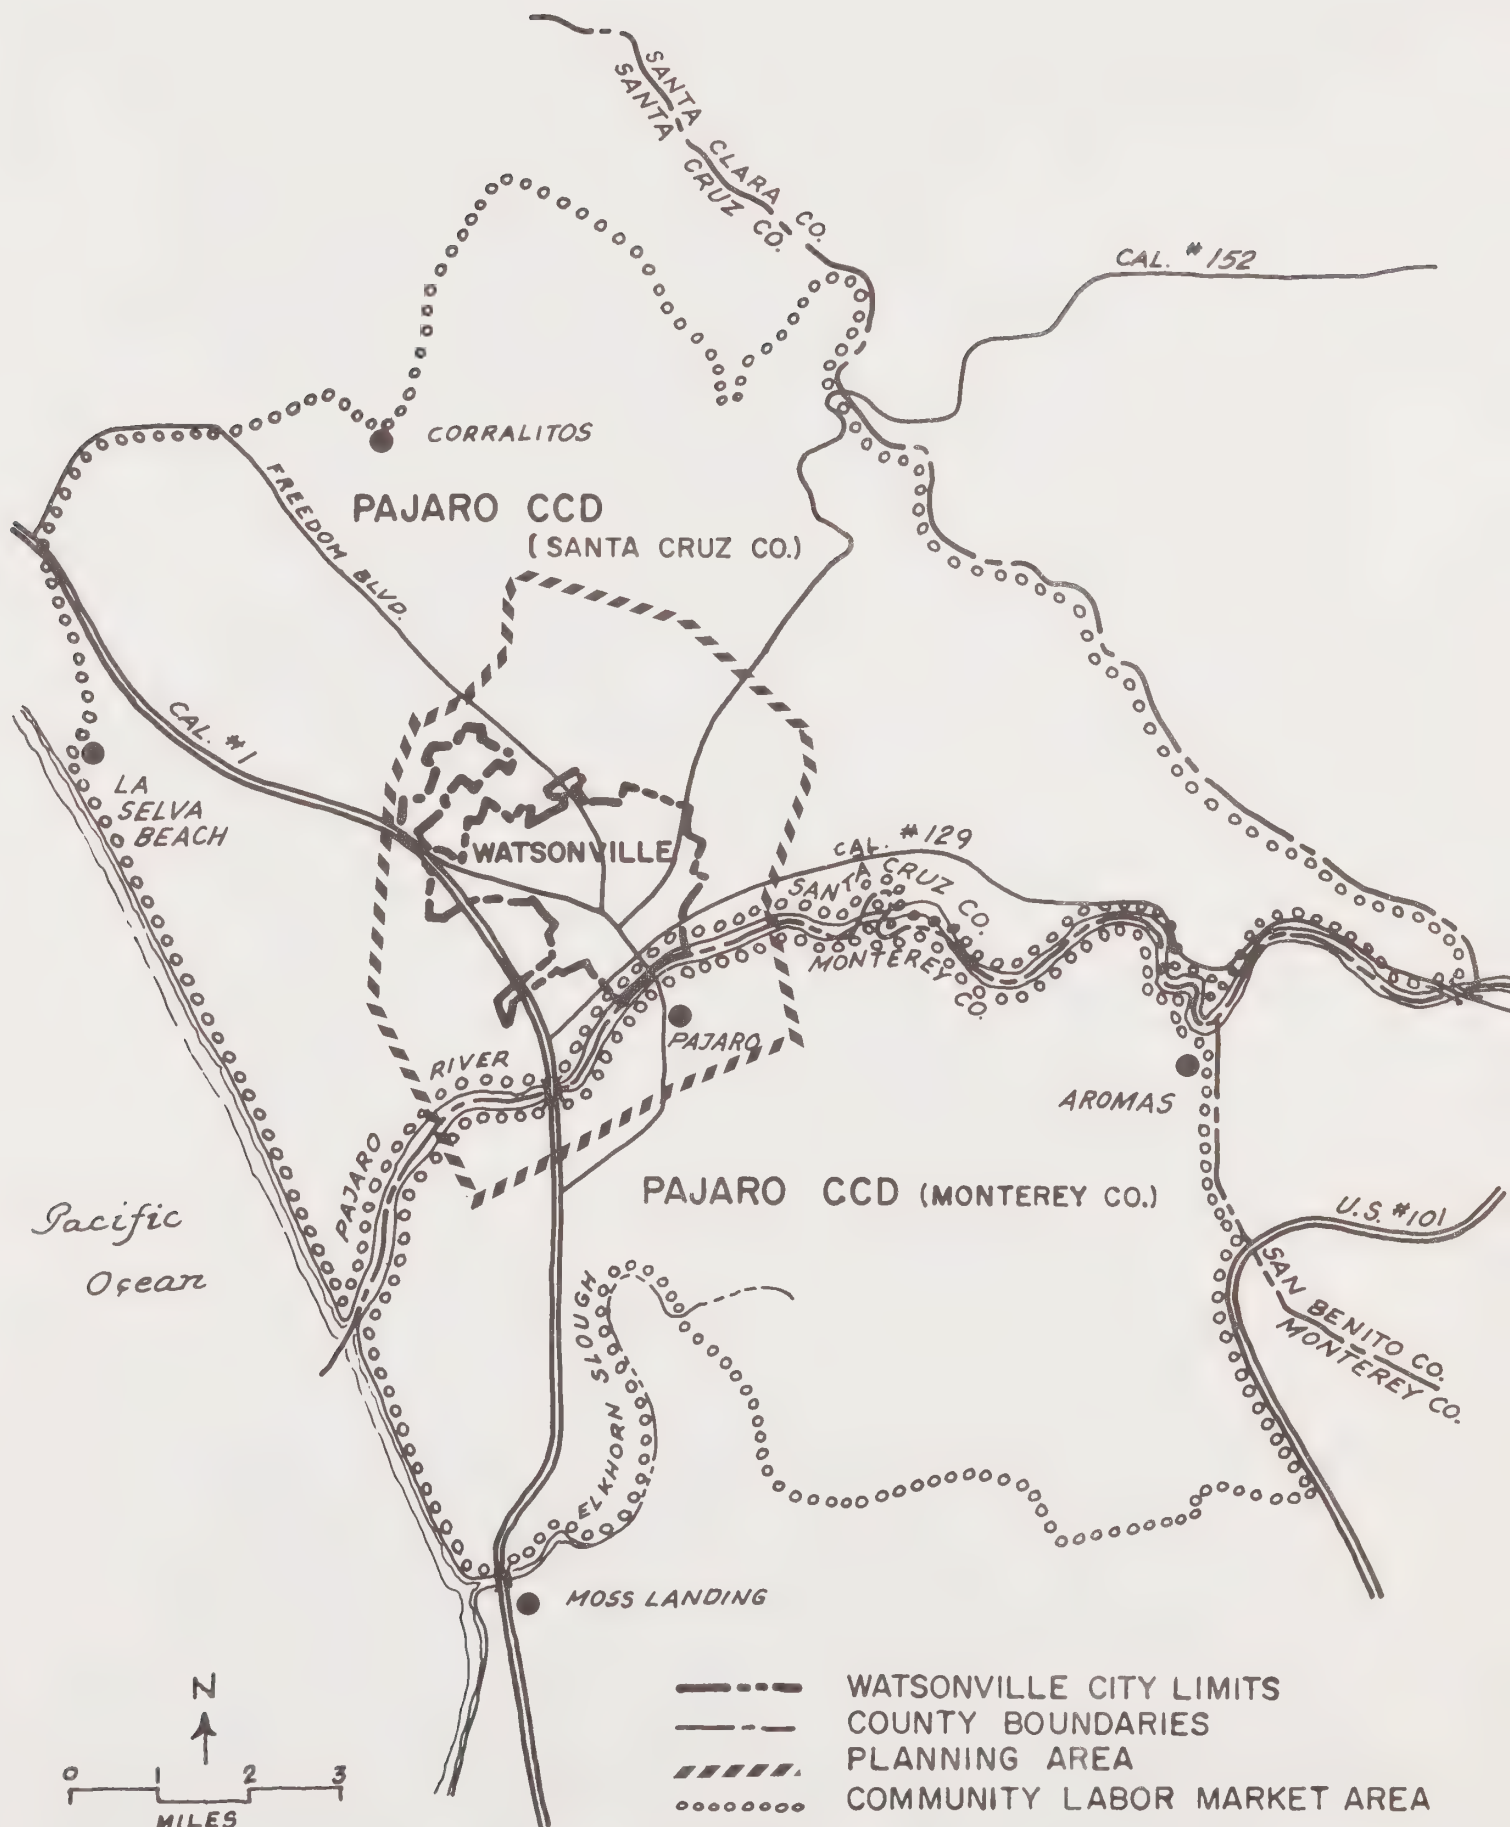 SANTA CLARA CO.
SANTA CRUZ CO.
CAL. #152
CORRALITOS
FREEDOM BLVD.
PAJARO CCD
(SANTA CRUZ CO.)
CAL. #1
LA
SELVA
BEACH
WATSONVILLE
CAL. #129
SANTA CRUZ CO.
MONTEREY CO.
PAJARO
RIVER
PAJARO
AROMAS
PAJARO CCD (MONTEREY CO.)
U.S. #101
SAN BENITO CO.
MONTEREY CO.
Pacific
Ocean
ELKHORN SLOUGH
MOSS LANDING
N
0 1 2 3
MILES
WATSONVILLE CITY LIMITS
COUNTY BOUNDARIES
PLANNING AREA
COMMUNITY LABOR MARKET AREA